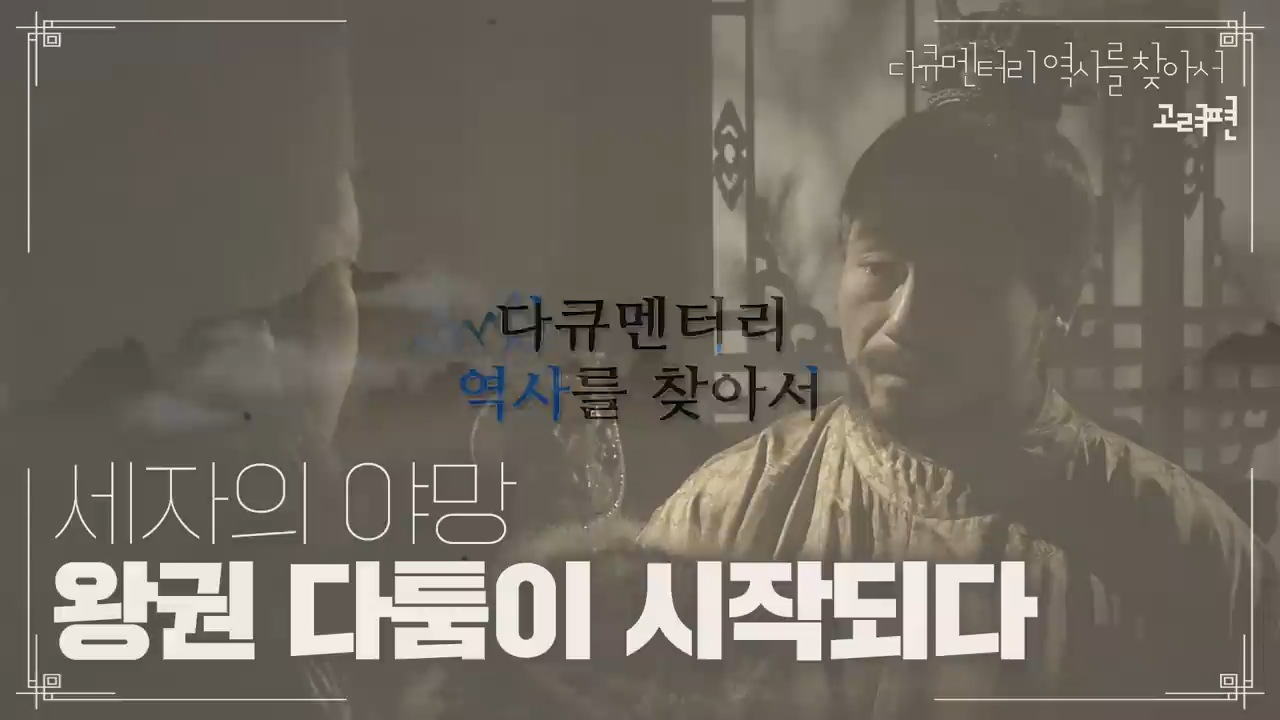 다큐멘터리 역사를 찾아서
고려편
다큐멘터리
역사를 찾아서
세자의 야망
왕권 다툼이 시작되다